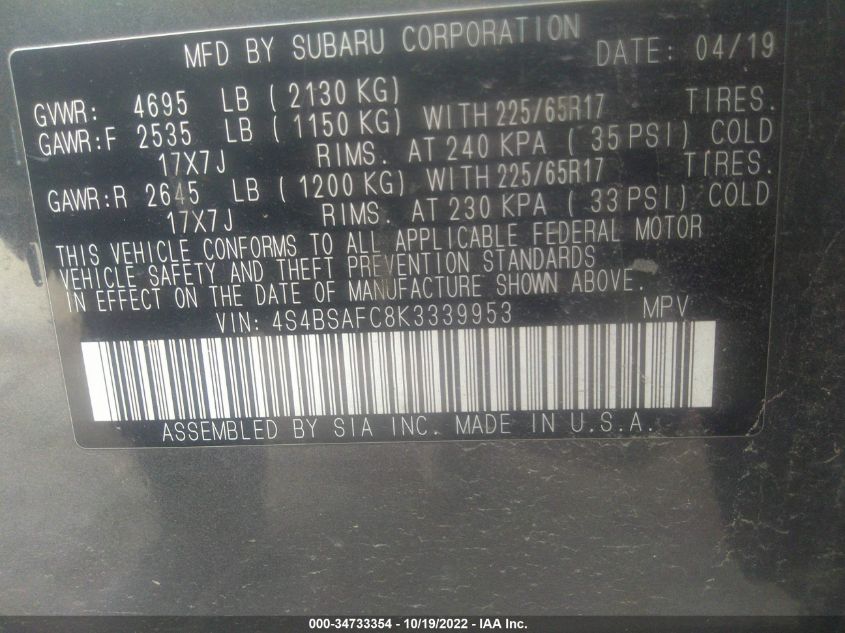 MFD BY SUBARU CORPORATION DATE: 04/19
GVWR: 4695 LB ( 2130 KG)
GAWR:F 2535 LB ( 1150 KG) WITH 225/65R17 TIRES.
17X7J RIMS. AT 240 KPA ( 35 PSI) COLD
GAWR:R 2645 LB ( 1200 KG) WITH 225/65R17 TIRES.
17X7J RIMS. AT 230 KPA ( 33 PSI) COLD
THIS VEHICLE CONFORMS TO ALL APPLICABLE FEDERAL MOTOR
VEHICLE SAFETY AND THEFT PREVENTION STANDARDS
IN EFFECT ON THE DATE OF MANUFACTURE SHOWN ABOVE.
VIN: 4S4BSAFC8K3339953 MPV
ASSEMBLED BY SIA INC. MADE IN U.S.A.
000-34733354 - 10/19/2022 - IAA Inc.